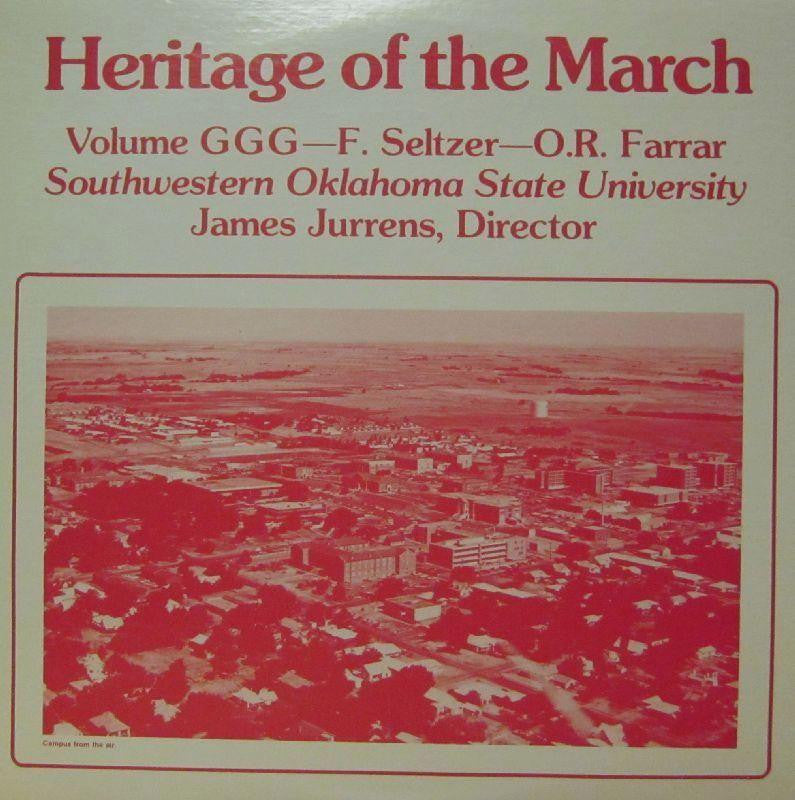 Heritage of the March
Volume GGG—F. Seltzer—O.R. Farrar
Southwestern Oklahoma State University
James Jurrens, Director
Campus from the air.